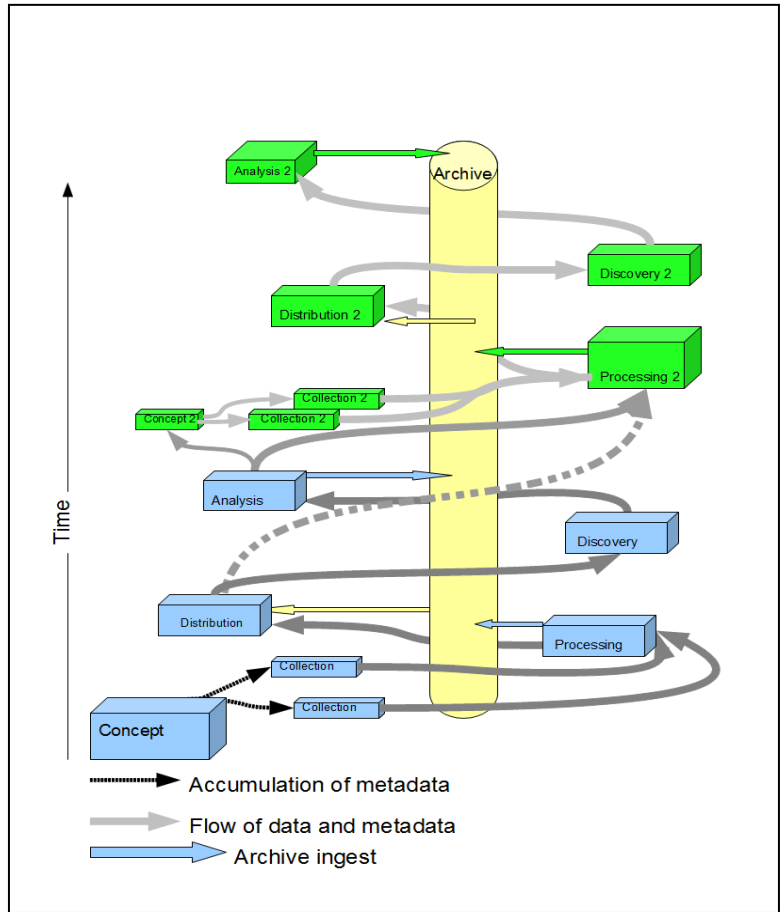 Analysis 2
Archive
Discovery 2
Distribution 2
Processing 2
Collection 2
Concept 2
Collection 2
Analysis
Time
Discovery
Distribution
Processing
Collection
Collection
Concept
Accumulation of metadata
Flow of data and metadata
Archive ingest